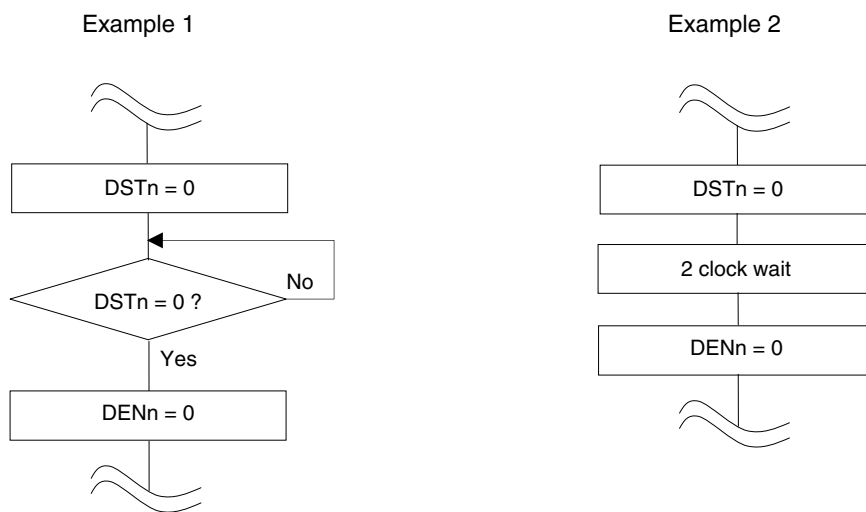 Example 1
DSTn = 0
DSTn = 0 ?
No
Yes
DENn = 0
Example 2
DSTn = 0
2 clock wait
DENn = 0